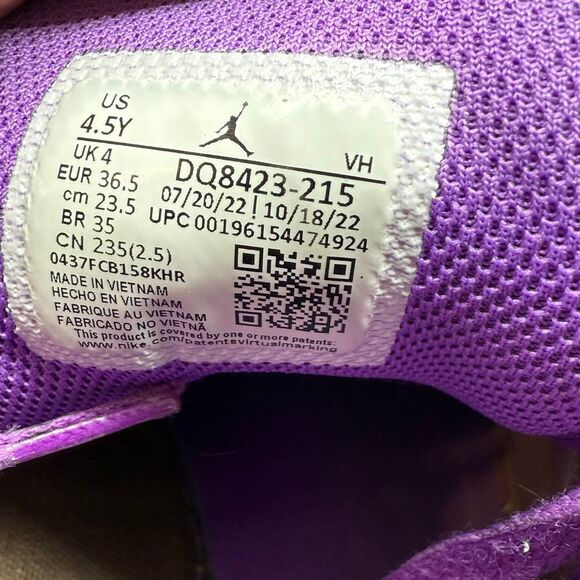 US
4.5Y
VH
UK 4
DQ8423-215
EUR 36.5
07/20/22 | 10/18/22
cm 23.5
UPC 00196154474924
BR 35
CN 235(2.5)
0437FCB158KHR
MADE IN VIETNAM
HECHO EN VIETNAM
FABRIQUE AU VIETNAM
FABRICADO NO VIETNÃ
This product is covered by one or more patents:
www.nike.com/patentsvirtualmarking